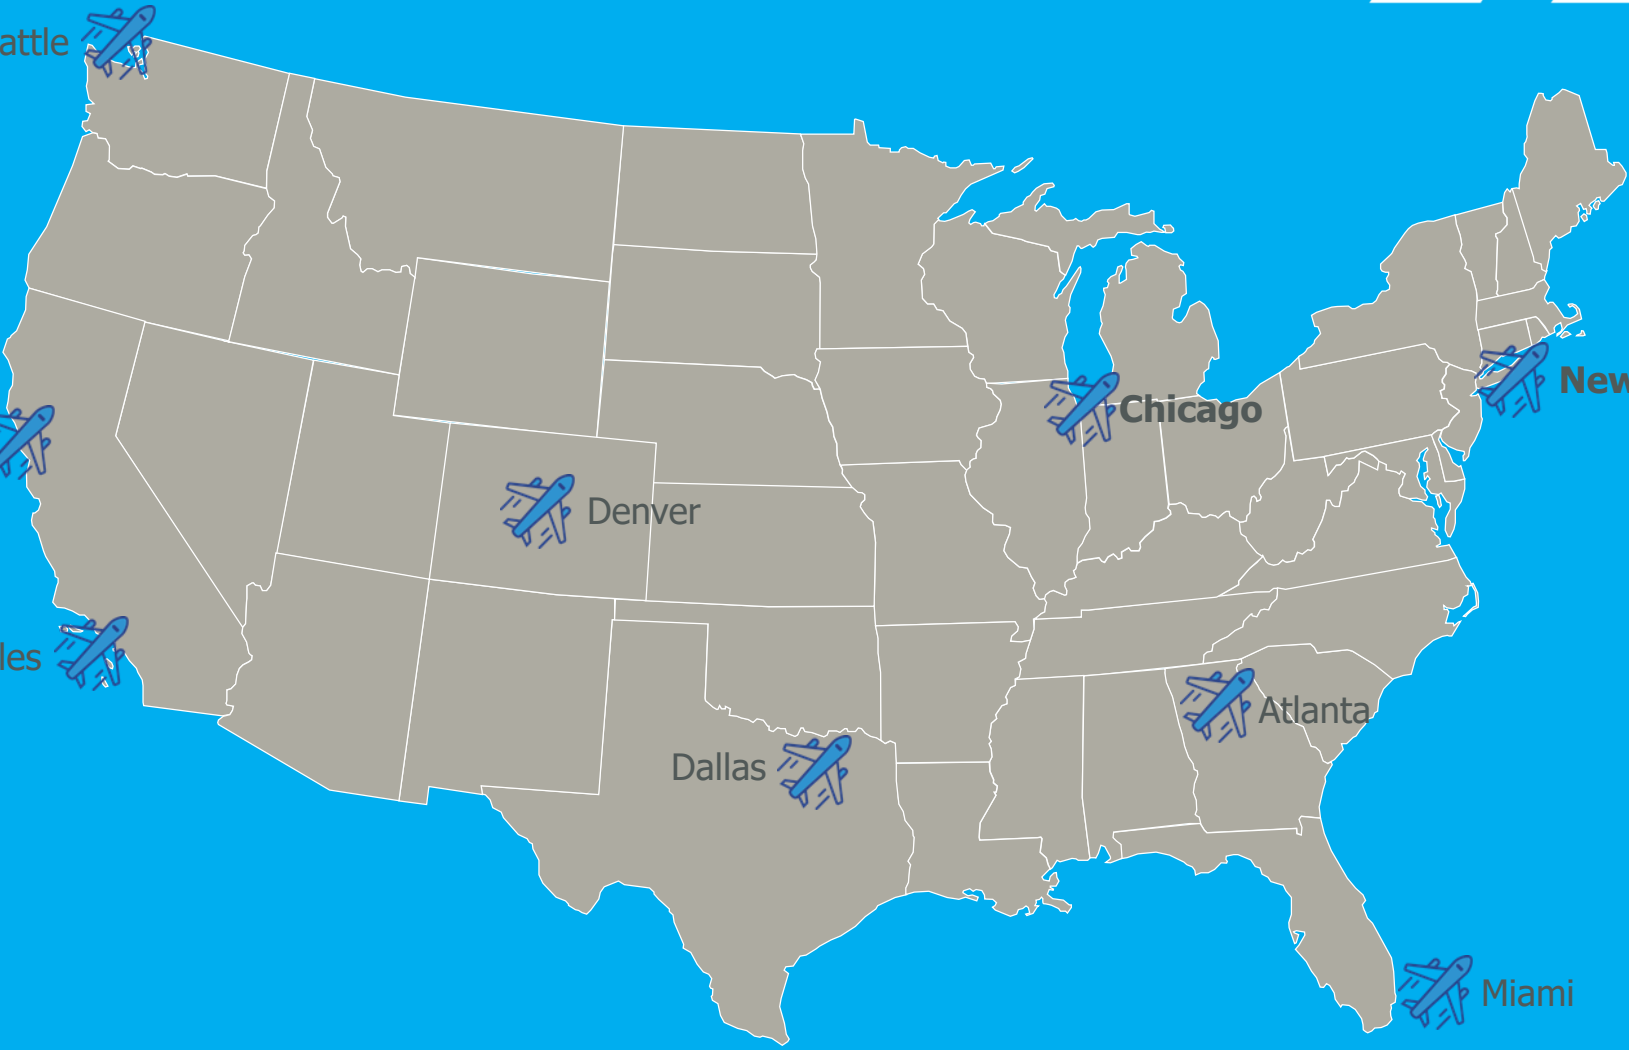 attle
New
Chicago
Denver
les
Atlanta
Dallas
Miami